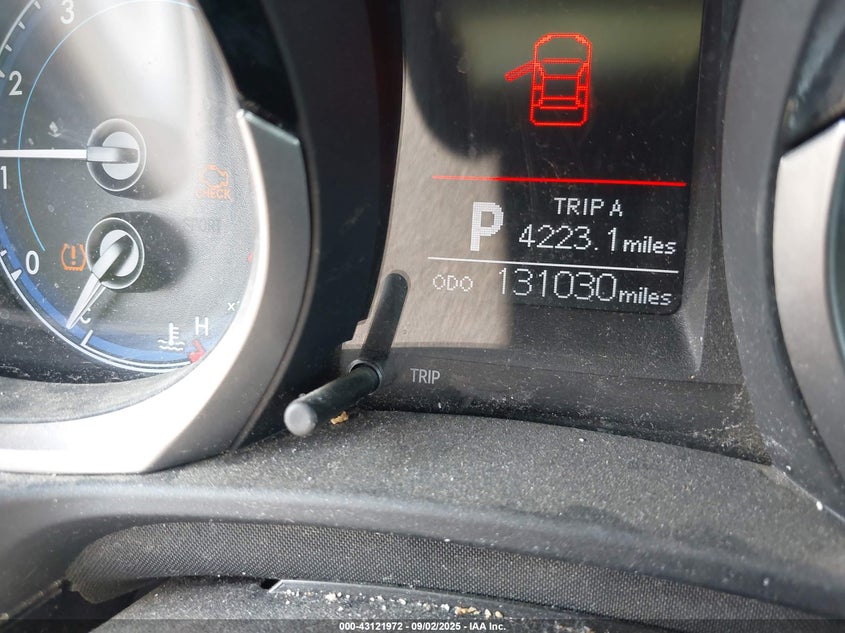 3
2
1
0
CHECK
C
H
P
TRIP A
4223.1 miles
ODO 131030 miles
TRIP
000-43121972 | 09/02/2025 - IAA Inc.